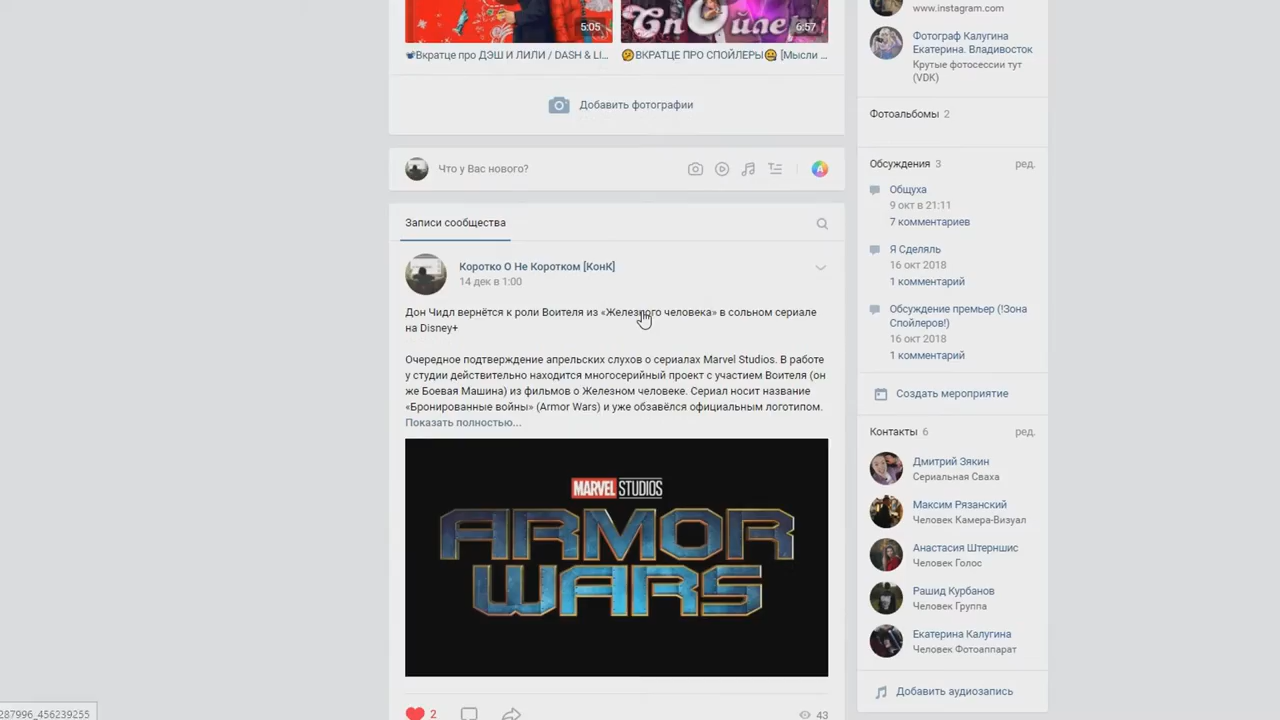 Спойле
5:05
6:57
Вкратце про ДЭШ И ЛИЛИ / DASH & LI...
ВКРАТЦЕ ПРО СПОЙЛЕРЫ [Мысли ...
Добавить фотографии
Что у Вас нового?
Записи сообщества
Коротко О Не Коротком [КонК]
14 дек в 1:00
Дон Чидл вернётся к роли Воителя из «Железного человека» в сольном сериале
на Disney+
Очередное подтверждение апрельских слухов о сериалах Marvel Studios. В работе
у студии действительно находится многосерийный проект с участием Воителя (он
же Боевая Машина) из фильмов о Железном человеке. Сериал носит название
«Бронированные войны» (Armor Wars) и уже обзавёлся официальным логотипом.
Показать полностью...
MARVEL STUDIOS
ARMOR
WARS
2
43
www.instagram.com
Фотограф Калугина
Екатерина. Владивосток
Крутые фотосессии тут
(VDK)
Фотоальбомы 2
Обсуждения 3 ред.
Общуха
9 окт в 21:11
7 комментариев
Я Сделяль
16 окт 2018
1 комментарий
Обсуждение премьер (!Зона
Спойлеров!)
16 окт 2018
1 комментарий
Создать мероприятие
Контакты 6 ред.
Дмитрий Зякин
Сериальная Сваха
Максим Рязанский
Человек Камера-Визуал
Анастасия Штерншис
Человек Голос
Рашид Курбанов
Человек Группа
Екатерина Калугина
Человек Фотоаппарат
Добавить аудиозапись
287996_456239255